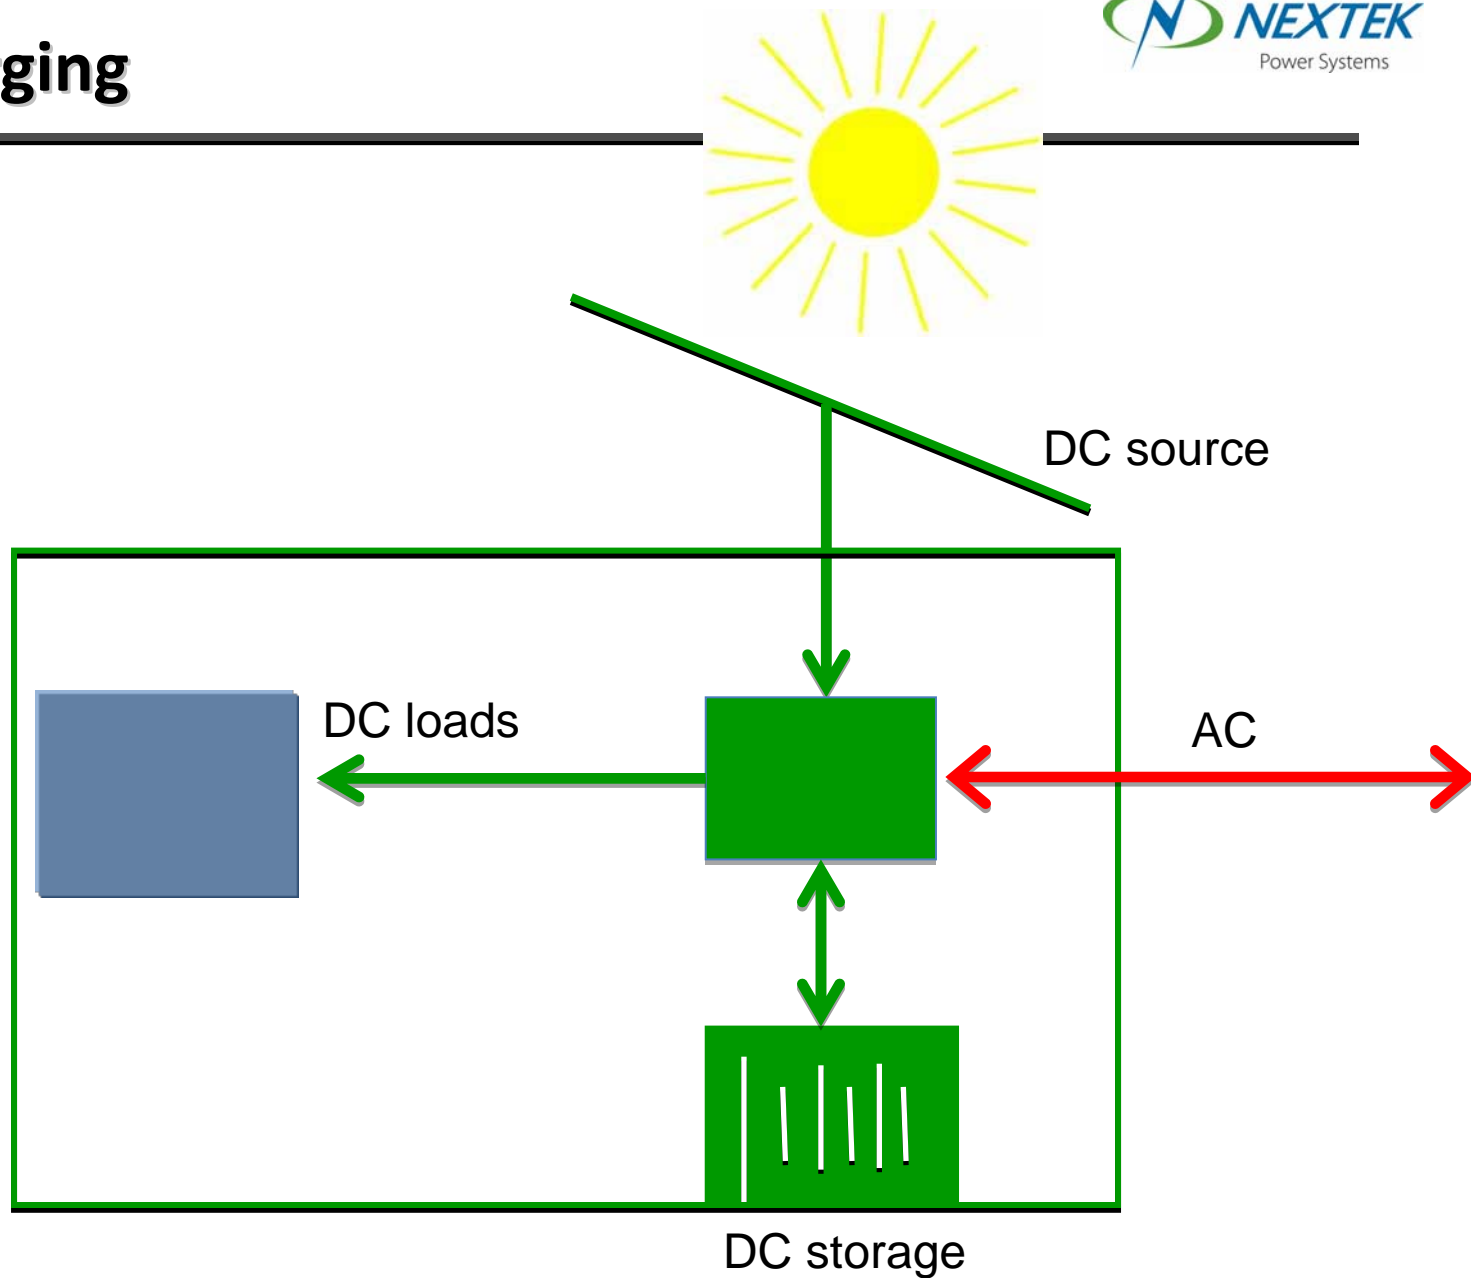 NEXTEK
Power Systems
ging
DC source
DC loads
AC
DC storage